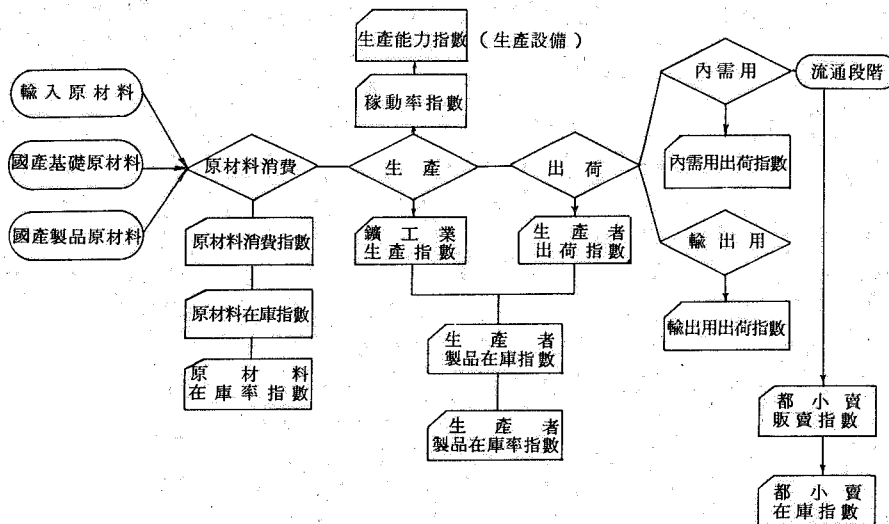 生產能力指數 (生產設備)
稼動率指數
輸入原材料
國產基礎原材料
國產製品原材料
原材料消費
生產
出荷
內需用
流通段階
內需用出荷指數
輸出用
輸出用出荷指數
原材料消費指數
原材料在庫指數
原材料
在庫率指數
鑛工業
生產指數
生產者
出荷指數
生產者
製品在庫指數
生產者
製品在庫率指數
都小賣
販賣指數
都小賣
在庫指數